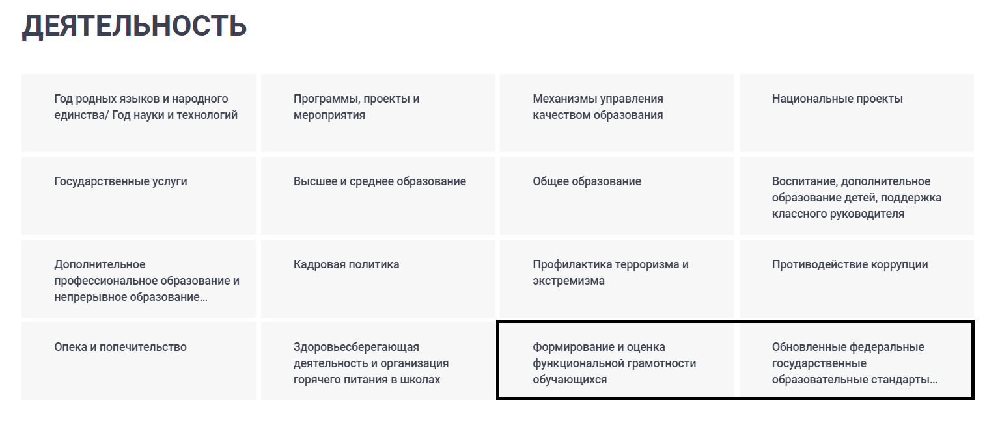 ДЕЯТЕЛЬНОСТЬ
Год родных языков и народного
единства/ Год науки и технологий
Программы, проекты и
мероприятия
Механизмы управления
качеством образования
Национальные проекты
Государственные услуги
Высшее и среднее образование
Общее образование
Воспитание, дополнительное
образование детей, поддержка
классного руководителя
Дополнительное
профессиональное образование и
непрерывное образование...
Кадровая политика
Профилактика терроризма и
экстремизма
Противодействие коррупции
Опека и попечительство
Здоровьесберегающая
деятельность и организация
горячего питания в школах
Формирование и оценка
функциональной грамотности
обучающихся
Обновленные федеральные
государственные
образовательные стандарты...